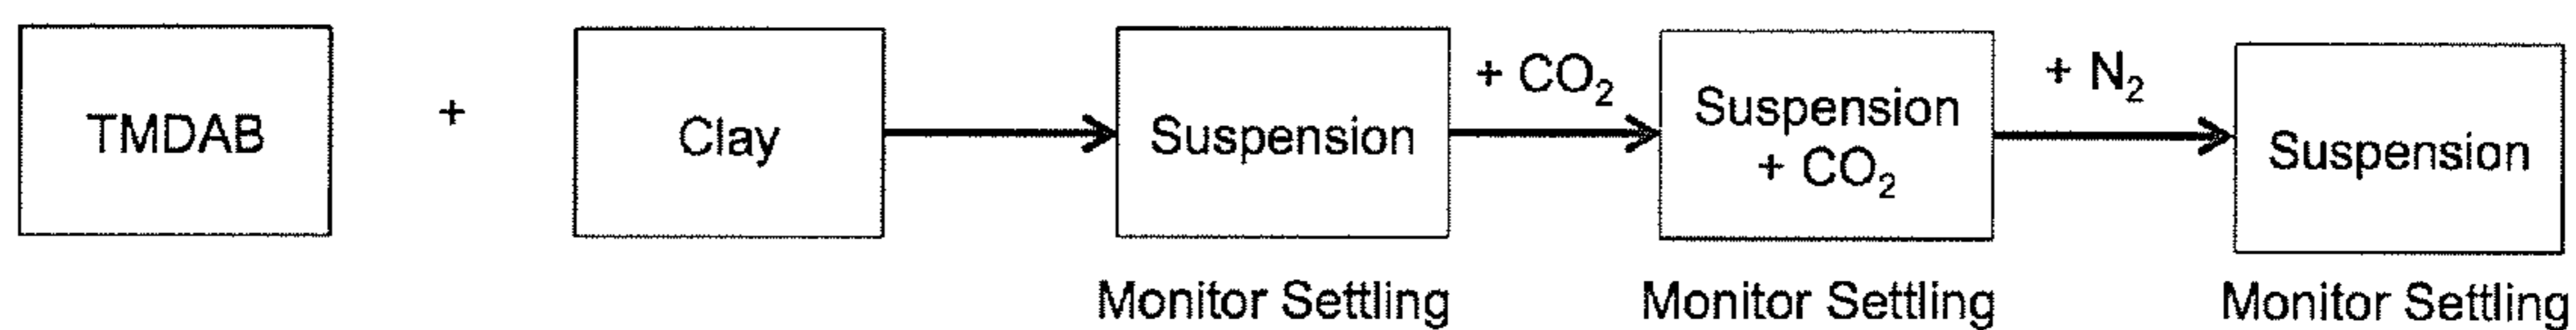 TMDAB
+
Clay
Suspension
+ CO₂
Suspension
+ CO₂
+ N₂
Suspension
Monitor Settling
Monitor Settling
Monitor Settling